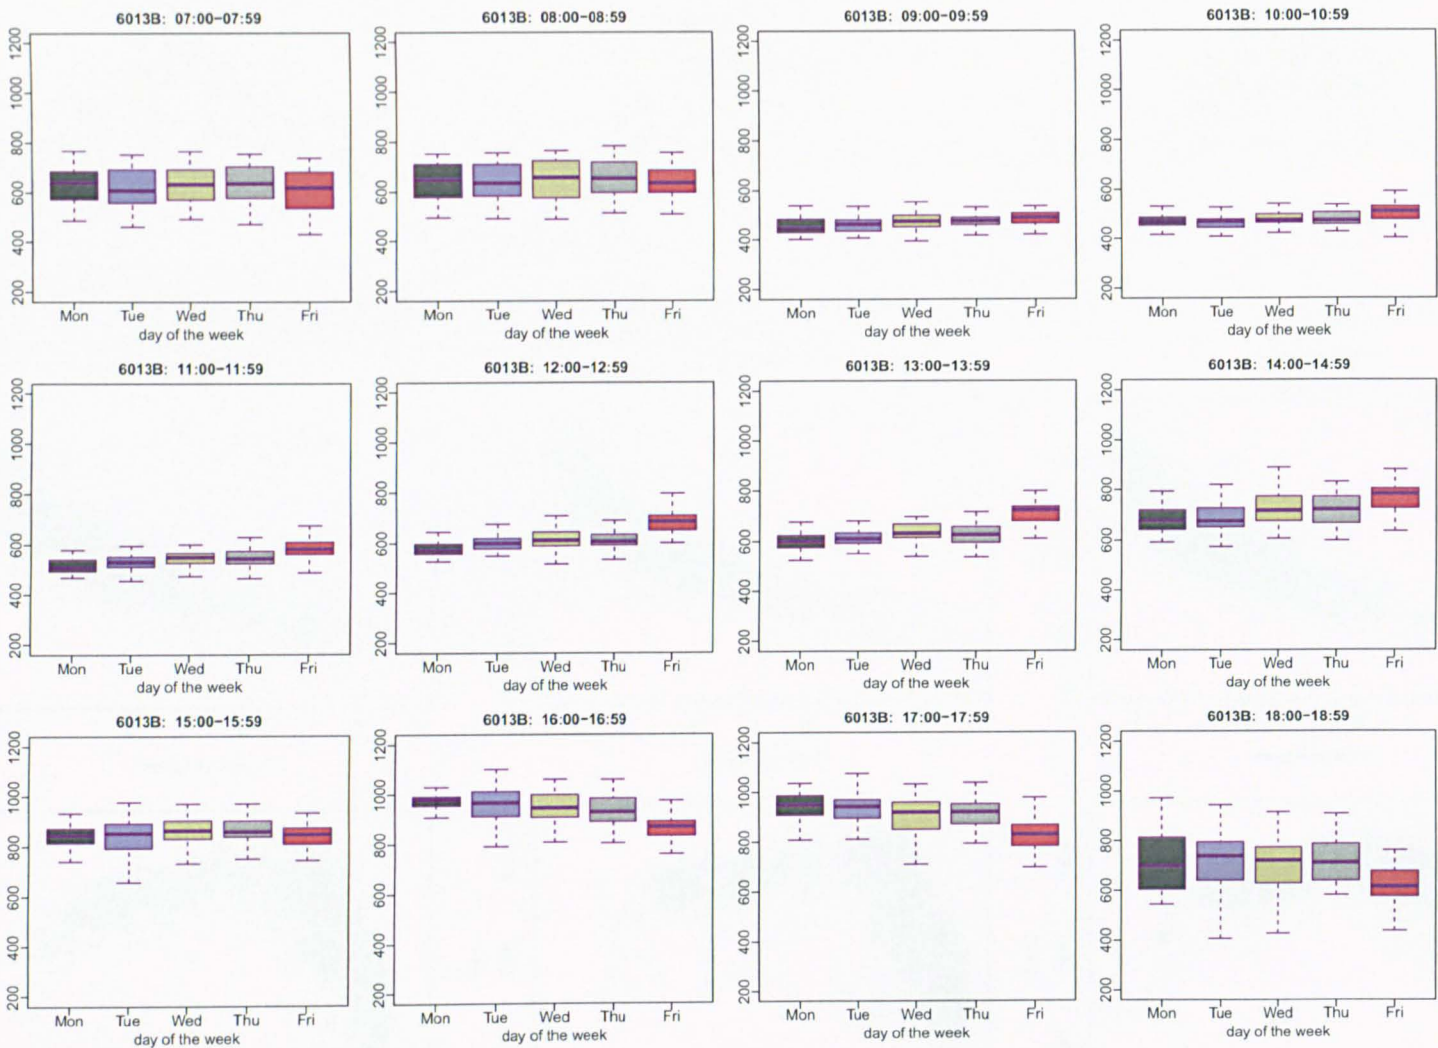 6013B: 07:00−07:59
6013B: 08:00−08:59
6013B: 09:00−09:59
6013B: 10:00−10:59
1200
1000
800
600
400
200
1200
1000
800
600
400
200
1200
1000
800
600
400
200
1200
1000
800
600
400
200
Mon Tue Wed Thu Fri
Mon Tue Wed Thu Fri
Mon Tue Wed Thu Fri
Mon Tue Wed Thu Fri
day of the week
day of the week
day of the week
day of the week
6013B: 11:00−11:59
6013B: 12:00−12:59
6013B: 13:00−13:59
6013B: 14:00−14:59
1200
1000
800
600
400
200
1200
1000
800
600
400
200
1200
1000
800
600
400
200
1200
1000
800
600
400
200
Mon Tue Wed Thu Fri
Mon Tue Wed Thu Fri
Mon Tue Wed Thu Fri
Mon Tue Wed Thu Fri
day of the week
day of the week
day of the week
day of the week
6013B: 15:00−15:59
6013B: 16:00−16:59
6013B: 17:00−17:59
6013B: 18:00−18:59
1200
1000
800
600
400
200
1200
1000
800
600
400
200
1200
1000
800
600
400
200
1200
1000
800
600
400
200
Mon Tue Wed Thu Fri
Mon Tue Wed Thu Fri
Mon Tue Wed Thu Fri
Mon Tue Wed Thu Fri
day of the week
day of the week
day of the week
day of the week